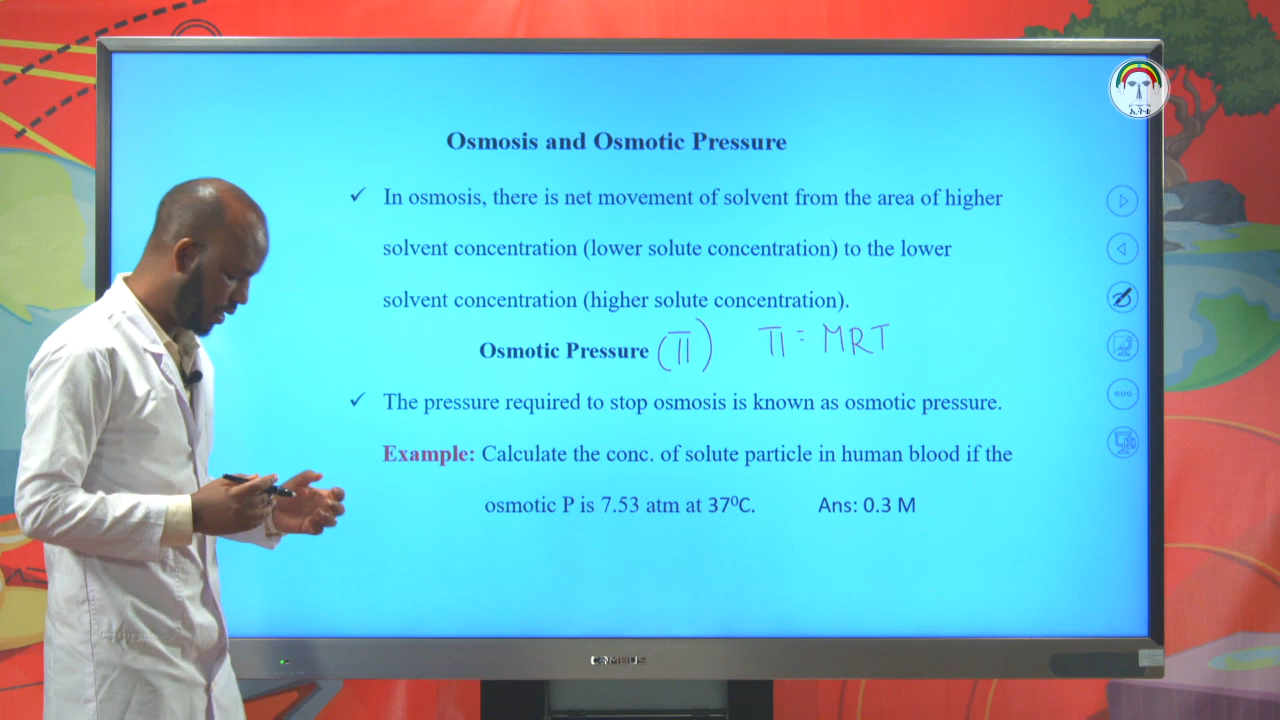 ኢትቴ
Osmosis and Osmotic Pressure
✓ In osmosis, there is net movement of solvent from the area of higher
solvent concentration (lower solute concentration) to the lower
solvent concentration (higher solute concentration).
Osmotic Pressure (π) π = MRT
✓ The pressure required to stop osmosis is known as osmotic pressure.
Example: Calculate the conc. of solute particle in human blood if the
osmotic P is 7.53 atm at 37⁰C. Ans: 0.3 M